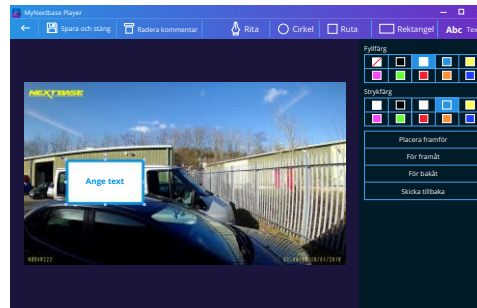 MyNextbase Player
Spara och stäng
Radera kommentar
Rita
Cirkel
Ruta
Rektangel
Abc Tex
Fyllfärg
NEXTBASE
Strykfärg
Placera framför
För framåt
För bakåt
Skicka tillbaka
Ange text